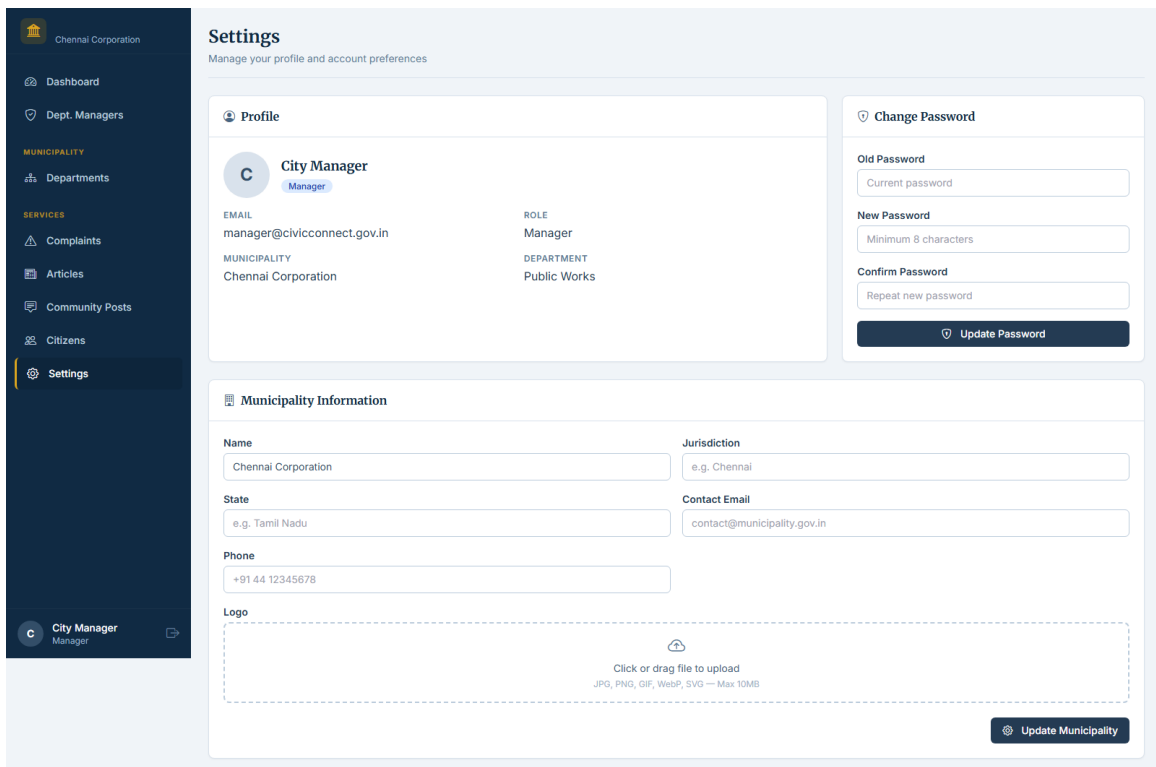 Chennai Corporation
Dashboard
Dept. Managers
MUNICIPALITY
Departments
SERVICES
Complaints
Articles
Community Posts
Citizens
Settings
C
City Manager
Manager
Settings
Manage your profile and account preferences
Profile
C
City Manager
Manager
EMAIL
manager@civicconnect.gov.in
ROLE
Manager
MUNICIPALITY
Chennai Corporation
DEPARTMENT
Public Works
Change Password
Old Password
Current password
New Password
Minimum 8 characters
Confirm Password
Repeat new password
Update Password
Municipality Information
Name
Chennai Corporation
Jurisdiction
e.g. Chennai
State
e.g. Tamil Nadu
Contact Email
contact@municipality.gov.in
Phone
+91 44 12345678
Logo
Click or drag file to upload
JPG, PNG, GIF, WebP, SVG — Max 10MB
Update Municipality